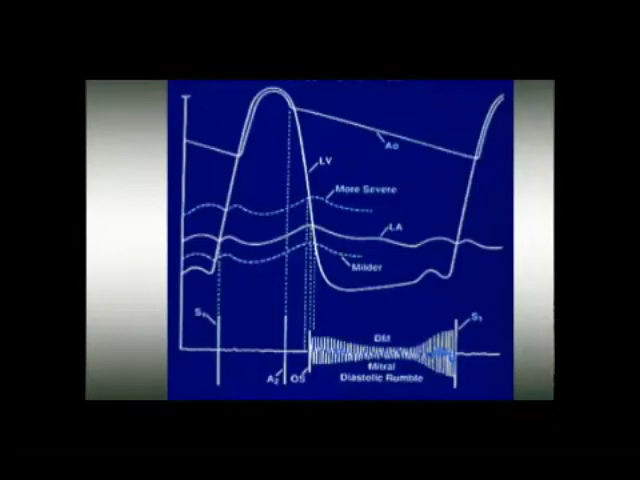 Ao
LV
More Severe
LA
Milder
S₁
S₁
DM
A₂
OS
Mitral
Diastolic Rumble